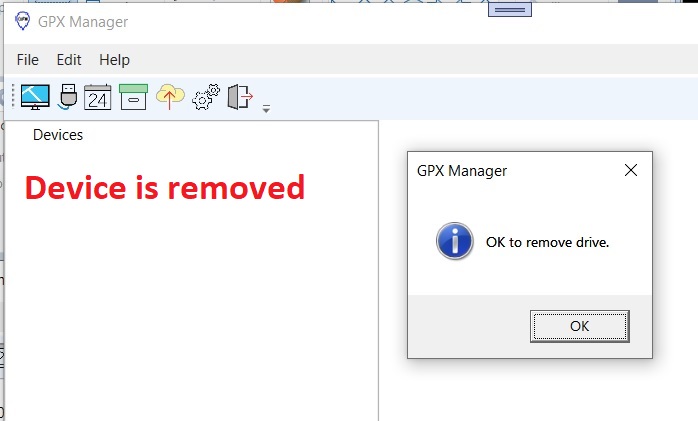 GPX Manager
File Edit Help
24
Devices
Device is removed
GPX Manager
OK to remove drive.
OK